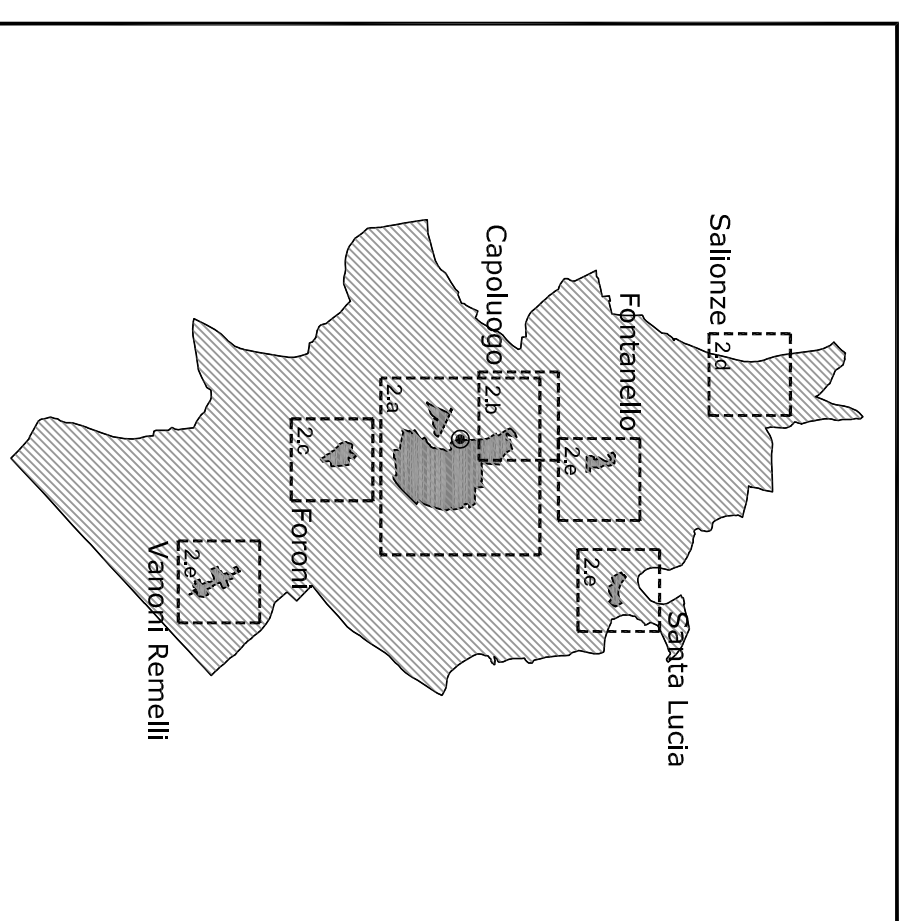 Salionze
2.d
Fontanello
2.e
Santa Lucia
2.e
Capoluogo
2.b
2.a
2.c
Foroni
2.e
Vanoni Remelli